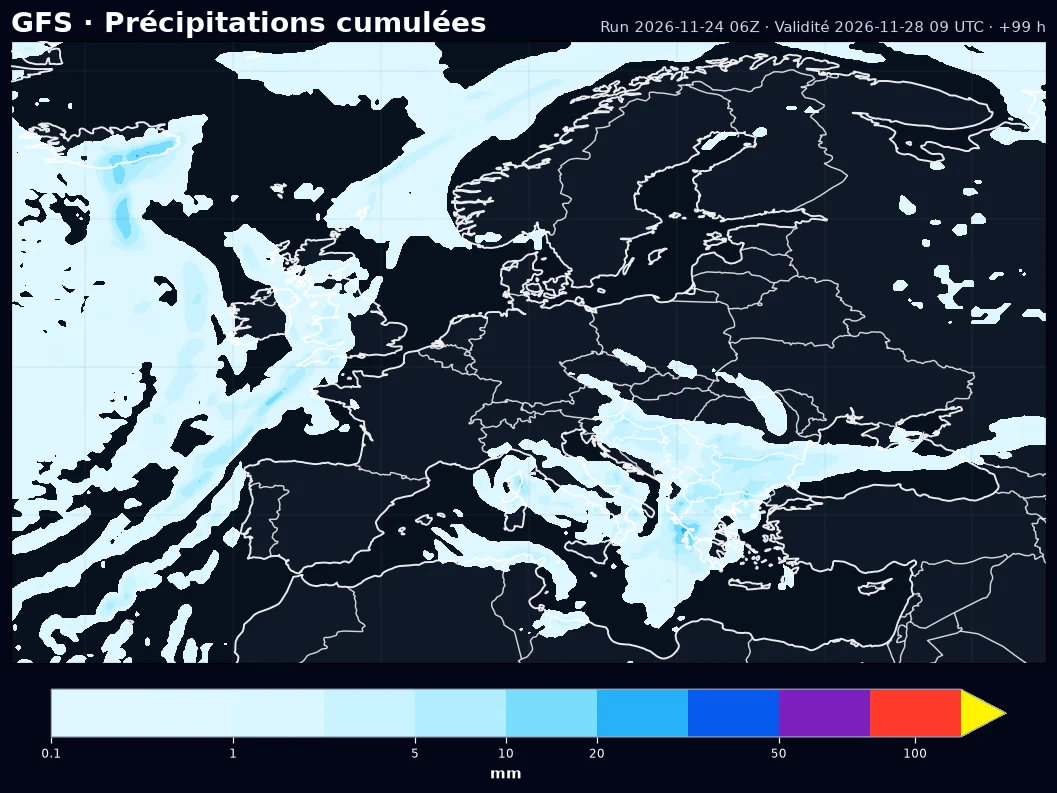 GFS · Précipitations cumulées
Run 2026-11-24 06Z · Validité 2026-11-28 09 UTC · +99 h
0.1 1 5 10 20 50 100
mm